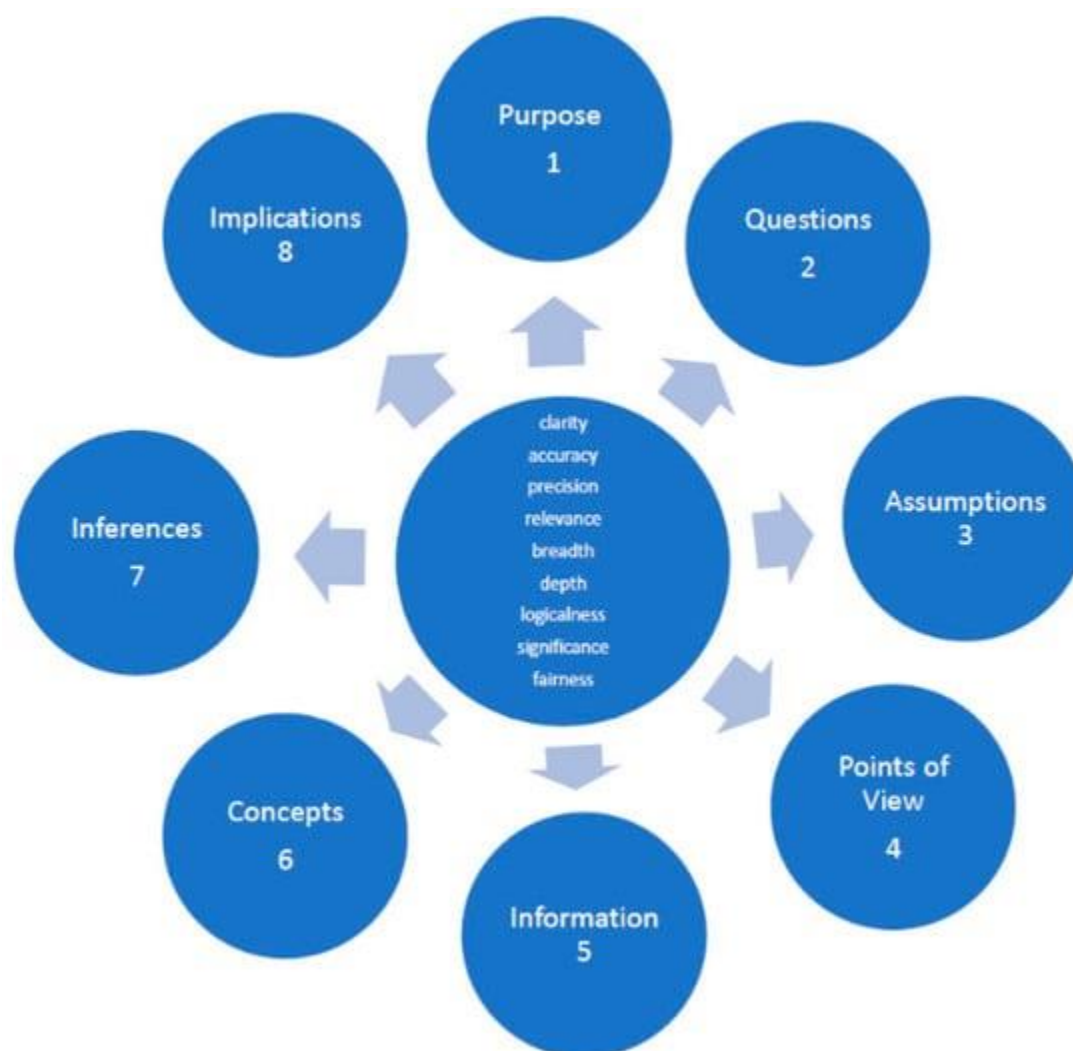 Purpose
1
Questions
2
Assumptions
3
Points of
View
4
Information
5
Concepts
6
Inferences
7
Implications
8
clarity
accuracy
precision
relevance
breadth
depth
logicalness
significance
fairness